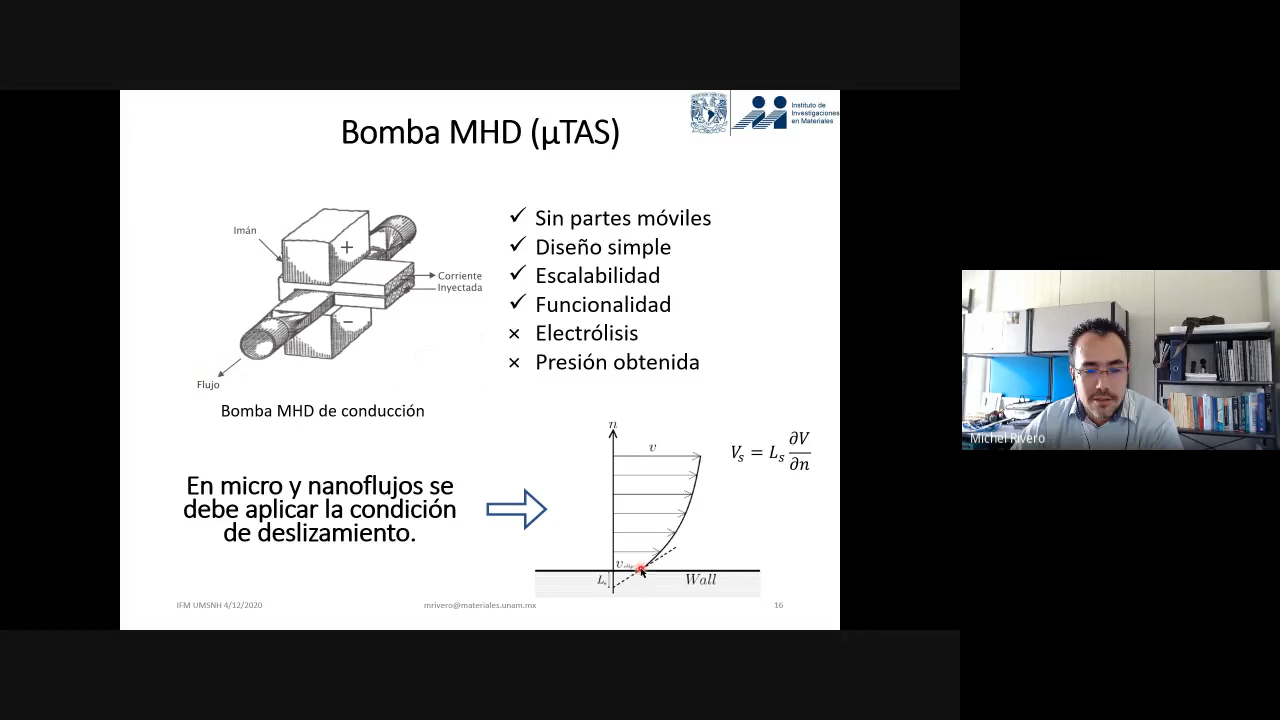 Bomba MHD (μTAS)
Instituto de
Investigaciones
en Materiales
Imán
+
Corriente
Inyectada
−
Flujo
Bomba MHD de conducción
✓ Sin partes móviles
✓ Diseño simple
✓ Escalabilidad
✓ Funcionalidad
× Electrólisis
× Presión obtenida
En micro y nanoflujos se
debe aplicar la condición
de deslizamiento.
n
v
v slip
Wall
Ls
Vs = Ls ∂V/∂n
IFM UMSNH 4/12/2020
mrivero@materiales.unam.mx
16
Michel Rivero